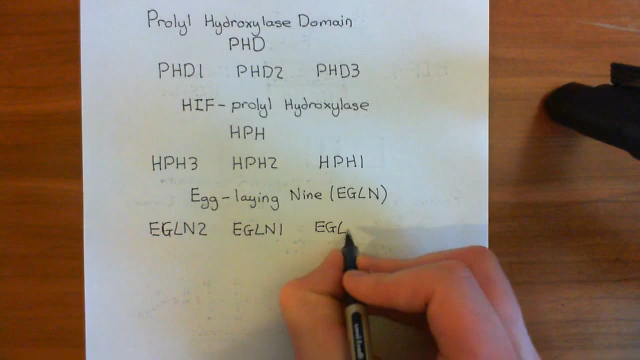 Prolyl Hydroxylase Domain
PHD
PHD1 PHD2 PHD3
HIF-prolyl Hydroxylase
HPH
HPH3 HPH2 HPH1
Egg-laying Nine (EGLN)
EGLN2 EGLN1 EGL